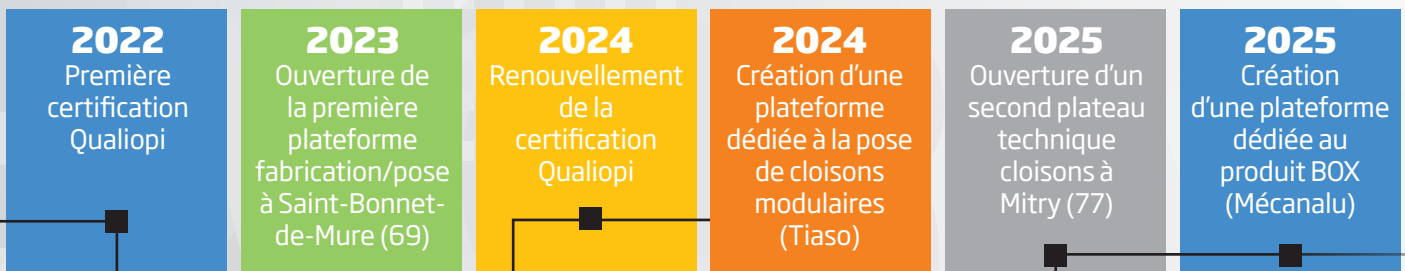 2022
Première
certification
Qualiopi
2023
Ouverture de
la première
plateforme
fabrication/pose
à Saint-Bonnet-
de-Mure (69)
2024
Renouvellement
de la
certification
Qualiopi
2024
Création d'une
plateforme
dédiée à la pose
de cloisons
modulaires
(Tiaso)
2025
Ouverture d'un
second plateau
technique
cloisons à
Mitry (77)
2025
Création
d'une plateforme
dédiée au
produit BOX
(Mécanalu)